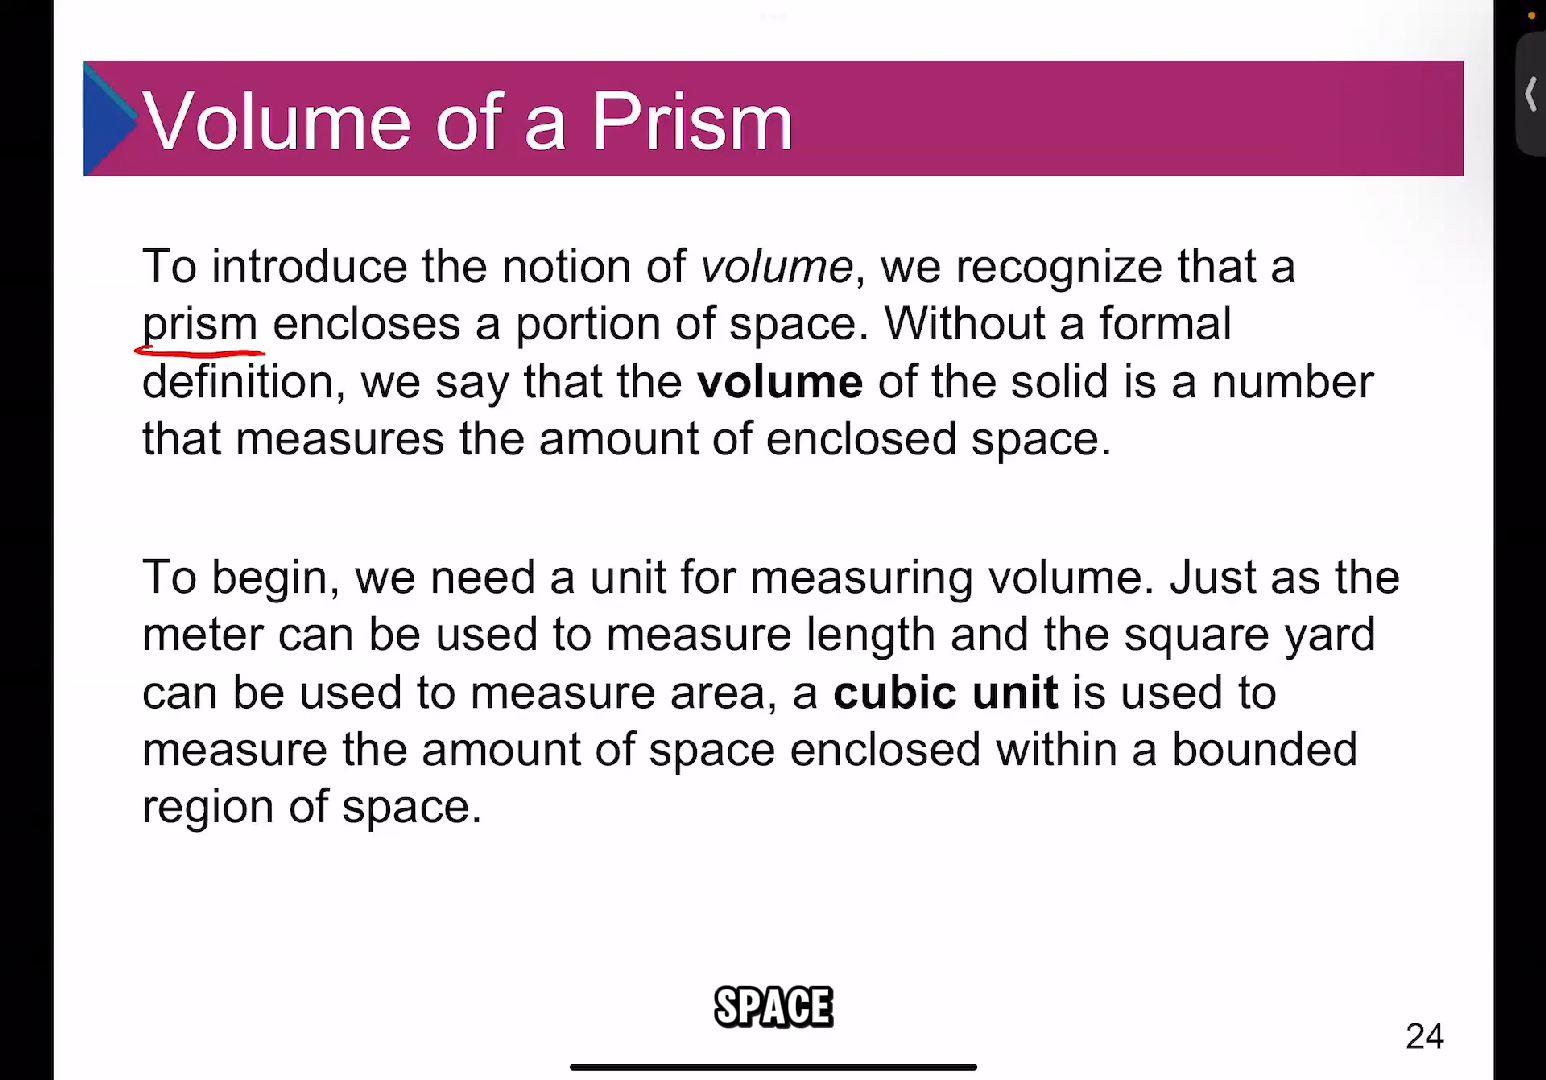 Volume of a Prism
To introduce the notion of volume, we recognize that a
prism encloses a portion of space. Without a formal
definition, we say that the volume of the solid is a number
that measures the amount of enclosed space.
To begin, we need a unit for measuring volume. Just as the
meter can be used to measure length and the square yard
can be used to measure area, a cubic unit is used to
measure the amount of space enclosed within a bounded
region of space.
SPACE
24